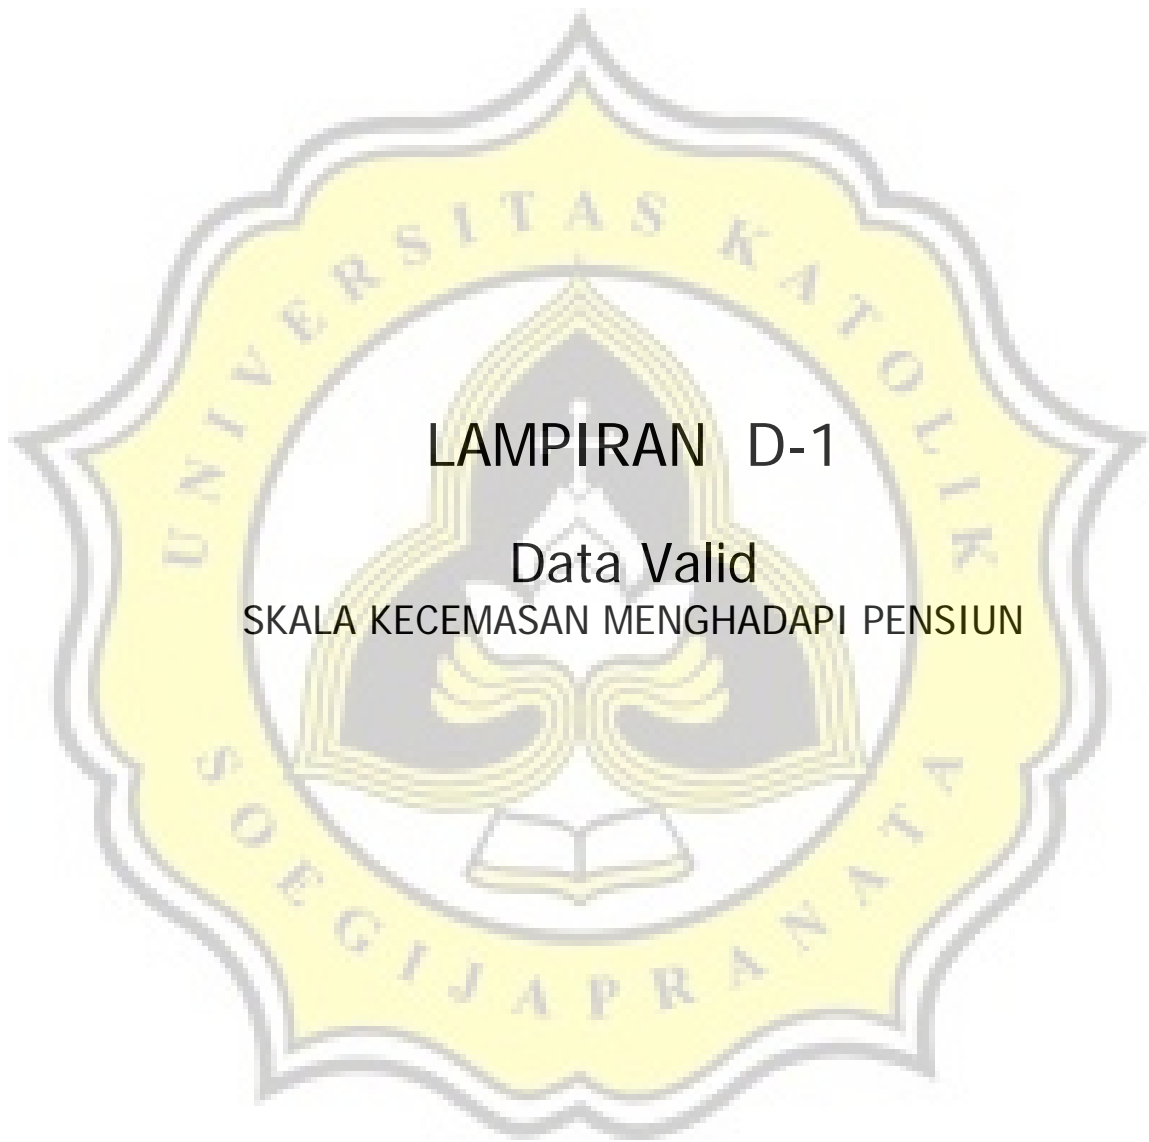 UNIVERSITAS KATOLIK
LAMPIRAN D-1
Data Valid
SKALA KECEMASAN MENGHADAPI PENSIUN
SOEGIJAPRANATA